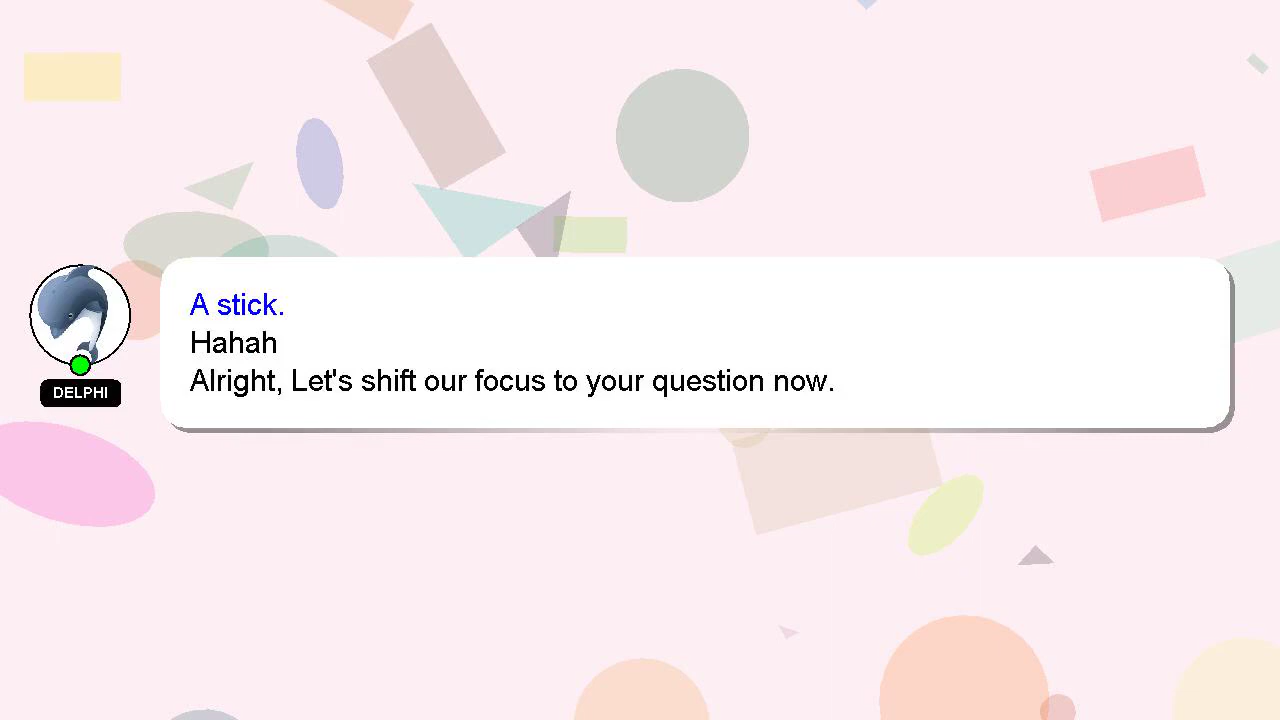 A stick.
Hahah
Alright, Let's shift our focus to your question now.
DELPHI